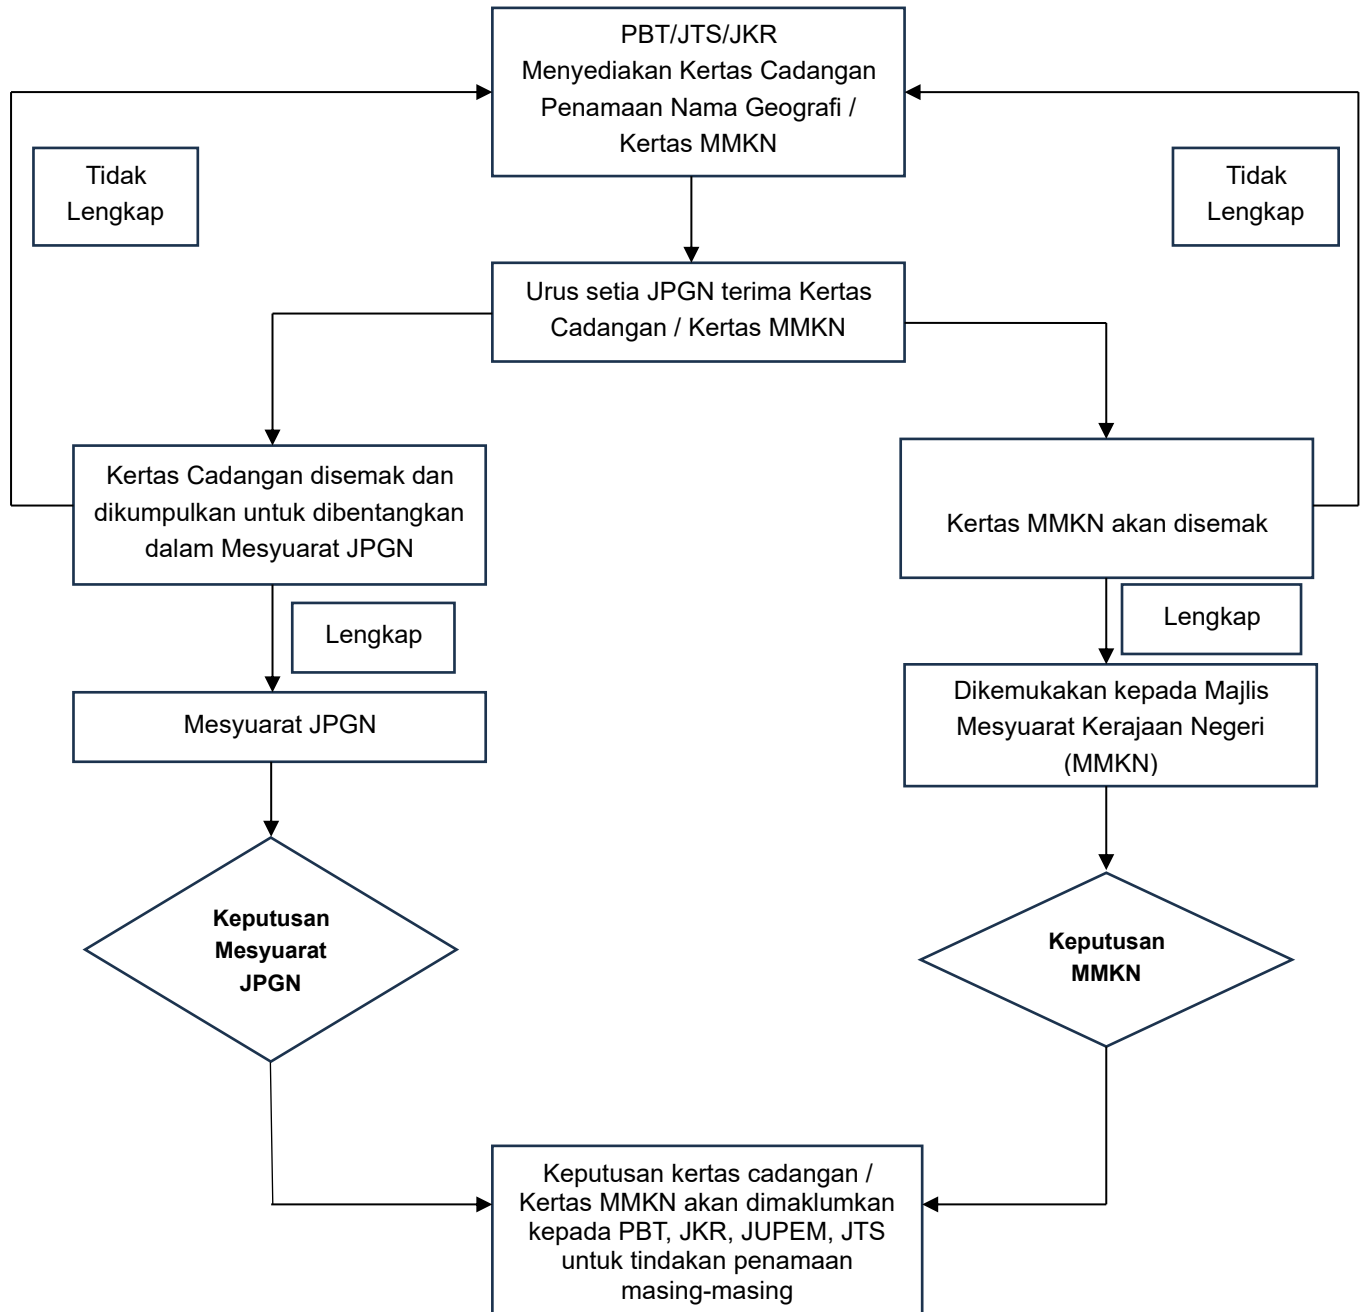 PBT/JTS/JKR
Menyediakan Kertas Cadangan
Penamaan Nama Geografi /
Kertas MMKN
Tidak
Lengkap
Tidak
Lengkap
Urus setia JPGN terima Kertas
Cadangan / Kertas MMKN
Kertas Cadangan disemak dan
dikumpulkan untuk dibentangkan
dalam Mesyuarat JPGN
Kertas MMKN akan disemak
Lengkap
Lengkap
Mesyuarat JPGN
Dikemukakan kepada Majlis
Mesyuarat Kerajaan Negeri
(MMKN)
Keputusan
Mesyuarat
JPGN
Keputusan
MMKN
Keputusan kertas cadangan /
Kertas MMKN akan dimaklumkan
kepada PBT, JKR, JUPEM, JTS
untuk tindakan penamaan
masing-masing